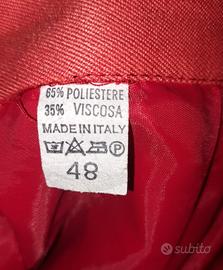 65% POLIESTERE
35% VISCOSA
MADE IN ITALY
P
48
subito